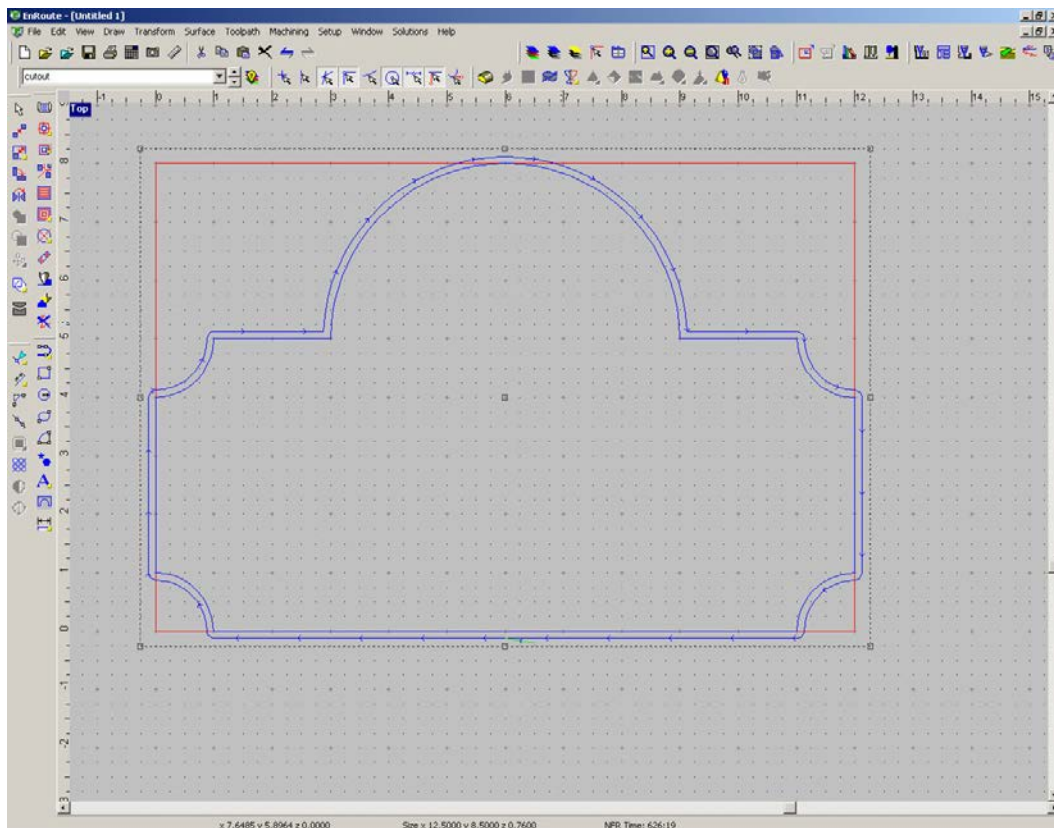 EnRoute - [Untitled 1]
File Edit View Draw Transform Surface Toolpath Machining Setup Window Solutions Help
cutout
-1 0 1 2 3 4 5 6 7 8 9 10 11 12 13 14 15
Top
8
7
6
5
4
3
2
1
0
-1
-2
3
x 7.6485 y 5.8964 z 0.0000 Size x 12.5000 y 8.5000 z 0.7600 NFR Time: 626:19